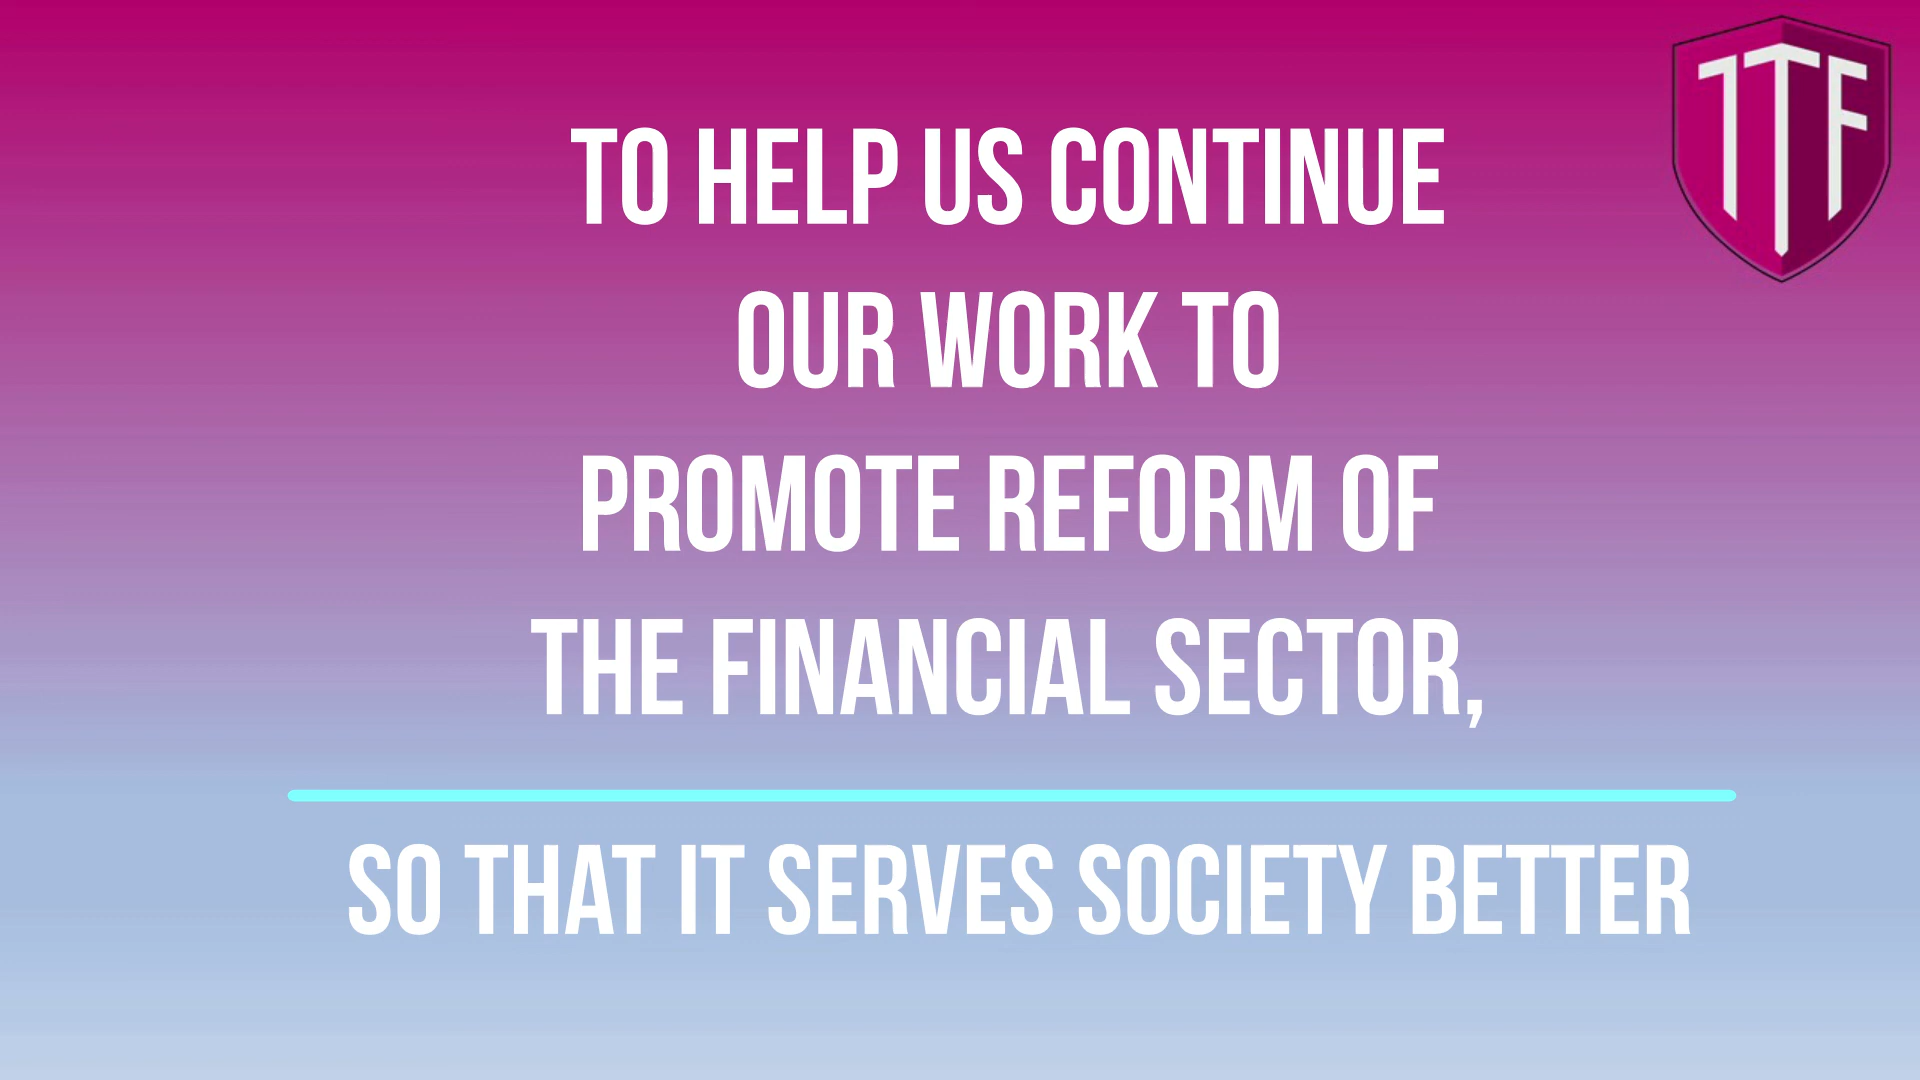 TTF
TO HELP US CONTINUE
OUR WORK TO
PROMOTE REFORM OF
THE FINANCIAL SECTOR,
SO THAT IT SERVES SOCIETY BETTER